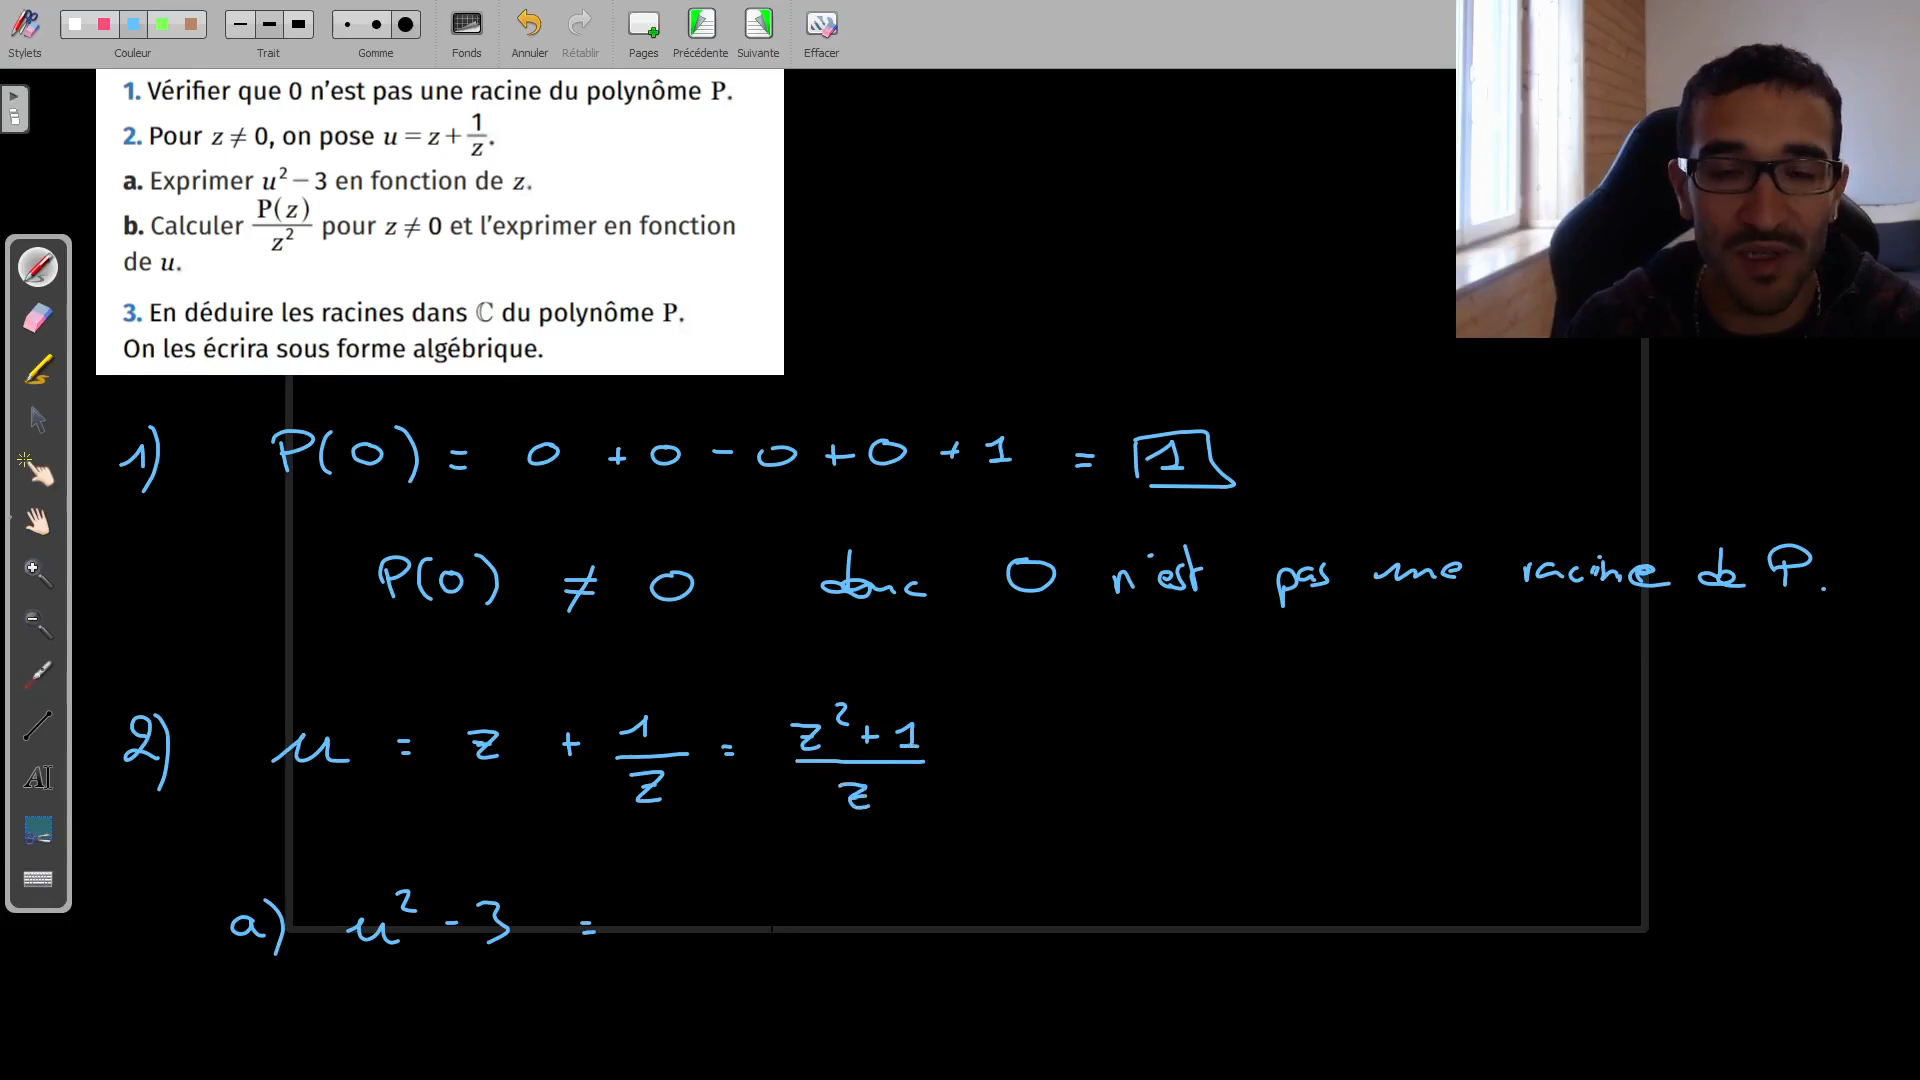 Stylets Couleur Trait Gomme Fonds Annuler Rétablir Pages Précédente Suivante Effacer
1. Vérifier que 0 n'est pas une racine du polynôme P.
2. Pour z ≠ 0, on pose u = z + 1/z.
a. Exprimer u² − 3 en fonction de z.
b. Calculer P(z)/z² pour z ≠ 0 et l'exprimer en fonction
de u.
3. En déduire les racines dans ℂ du polynôme P.
On les écrira sous forme algébrique.
1) P(0) = 0 + 0 - 0 + 0 + 1 = 1
P(0) ≠ 0 donc 0 n'est pas une racine de P.
2) u = z + 1/z = z²+1/z
a) u² - 3 =
AI